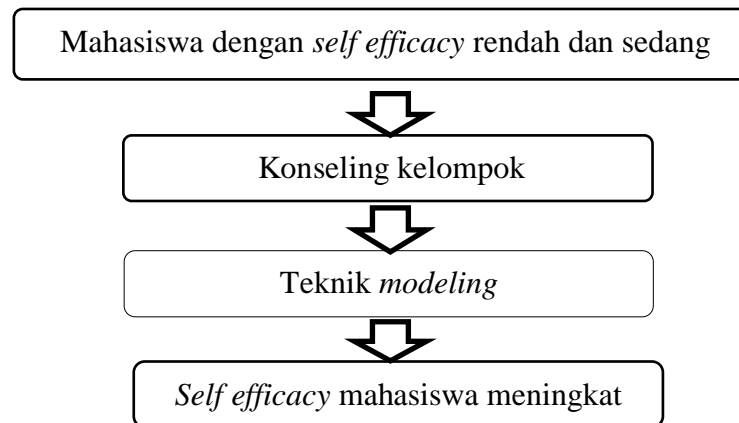 Mahasiswa dengan self efficacy rendah dan sedang
Konseling kelompok
Teknik modeling
Self efficacy mahasiswa meningkat